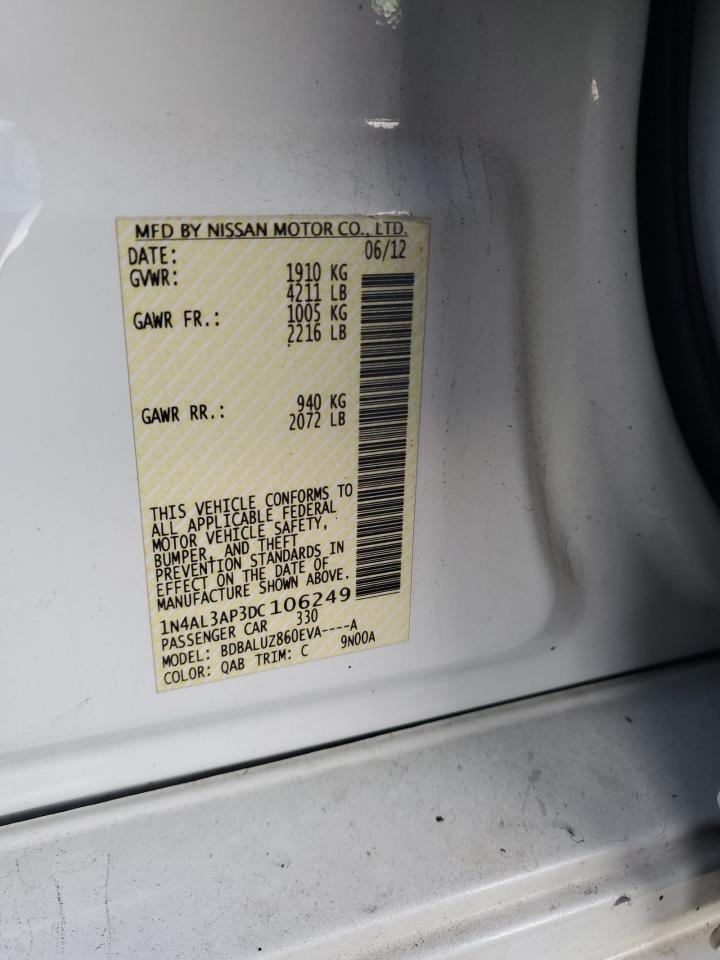 MFD BY NISSAN MOTOR CO., LTD.
DATE: 06/12
GVWR: 1910 KG
4211 LB
GAWR FR.: 1005 KG
2216 LB
GAWR RR.: 940 KG
2072 LB
THIS VEHICLE CONFORMS TO
ALL APPLICABLE FEDERAL
MOTOR VEHICLE SAFETY,
BUMPER, AND THEFT
PREVENTION STANDARDS IN
EFFECT ON THE DATE OF
MANUFACTURE SHOWN ABOVE.
1N4AL3AP3DC106249
PASSENGER CAR 330
MODEL: BDBALUZ860EVA----A
COLOR: QAB TRIM: C 9N00A